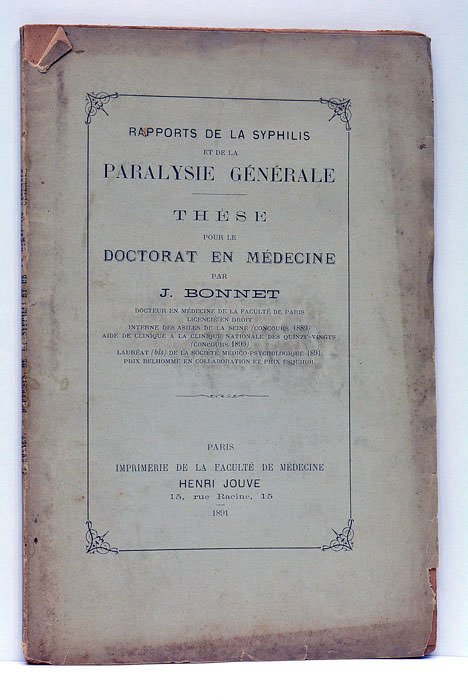 RAPPORTS DE LA SYPHILIS
ET DE LA
PARALYSIE GÉNÉRALE
THÈSE
POUR LE
DOCTORAT EN MÉDECINE
PAR
J. BONNET
DOCTEUR EN MÉDECINE DE LA FACULTÉ DE PARIS
LICENCIÉ EN DROIT
INTERNE DES ASILES DE LA SEINE (CONCOURS 1889)
AIDE DE CLINIQUE A LA CLINIQUE NATIONALE DES QUINZE-VINGTS
(CONCOURS 1890)
LAURÉAT (bis) DE LA SOCIÉTÉ MÉDICO-PSYCHOLOGIQUE 1891
PRIX BELHOMME EN COLLABORATION ET PRIX ESQUIROL
PARIS
IMPRIMERIE DE LA FACULTÉ DE MÉDECINE
HENRI JOUVE
15, rue Racine, 15
1891